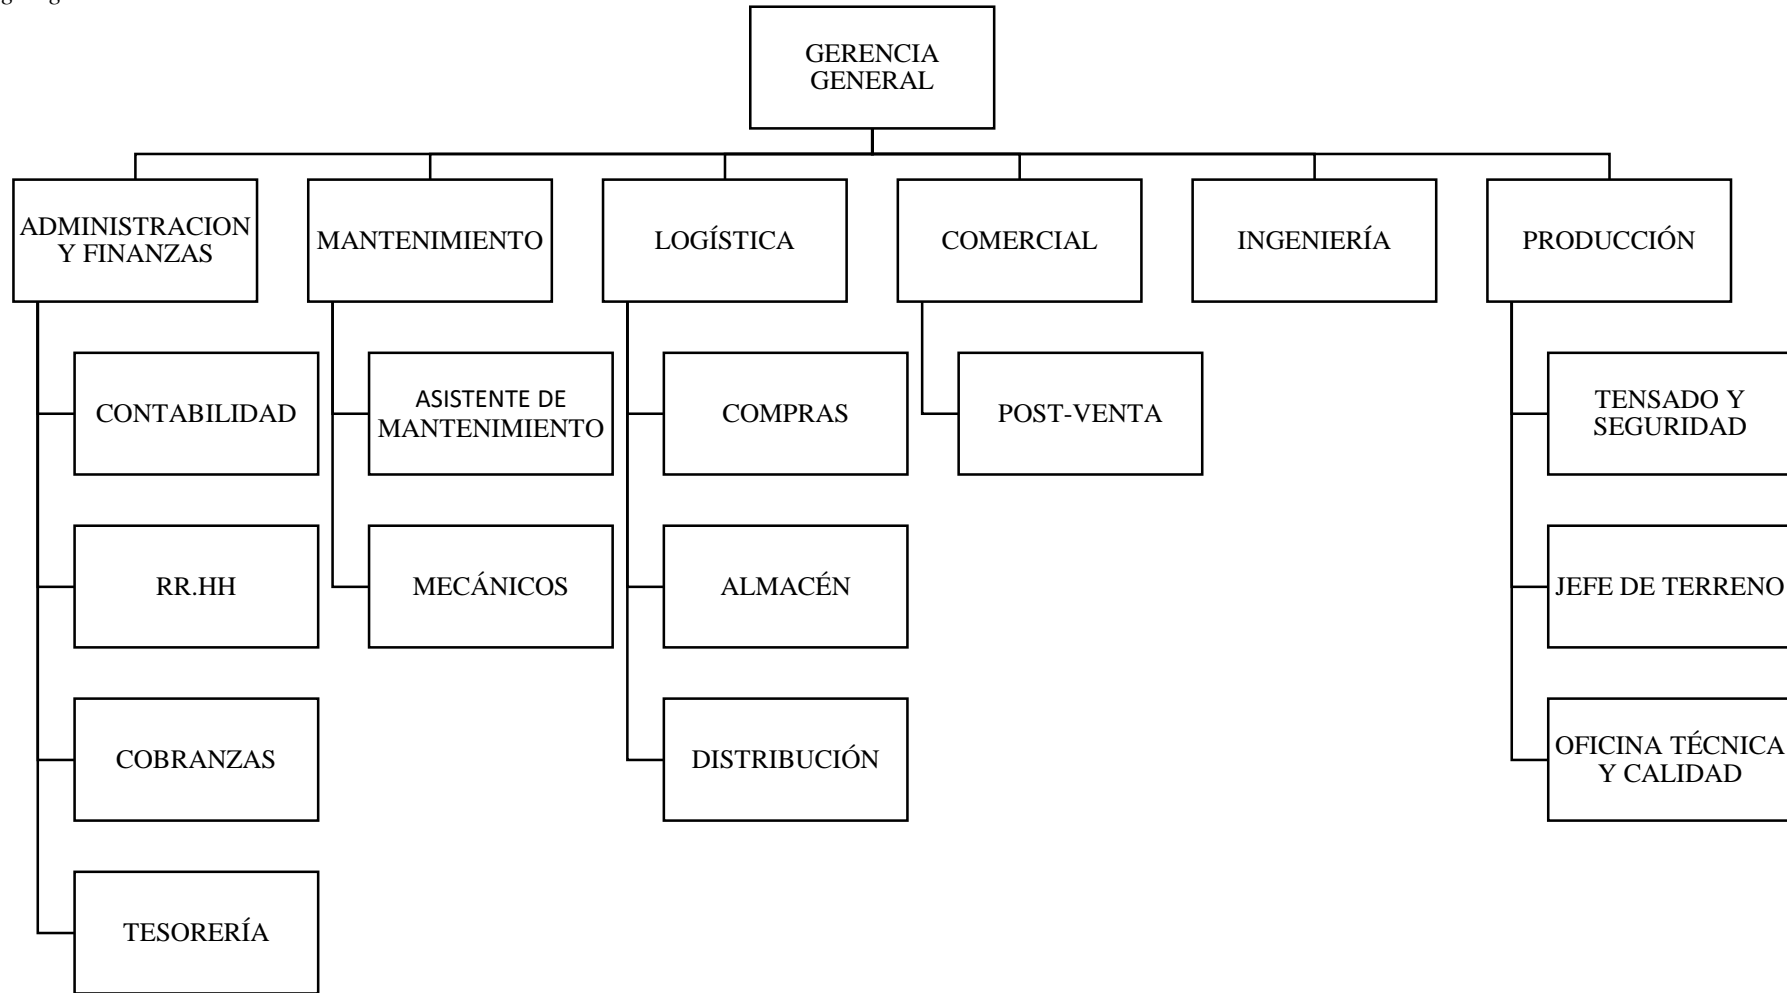 GERENCIA
GENERAL
ADMINISTRACION
Y FINANZAS
MANTENIMIENTO
LOGÍSTICA
COMERCIAL
INGENIERÍA
PRODUCCIÓN
CONTABILIDAD
ASISTENTE DE
MANTENIMIENTO
COMPRAS
POST-VENTA
TENSADO Y
SEGURIDAD
RR.HH
MECÁNICOS
ALMACÉN
JEFE DE TERRENO
COBRANZAS
DISTRIBUCIÓN
OFICINA TÉCNICA
Y CALIDAD
TESORERÍA